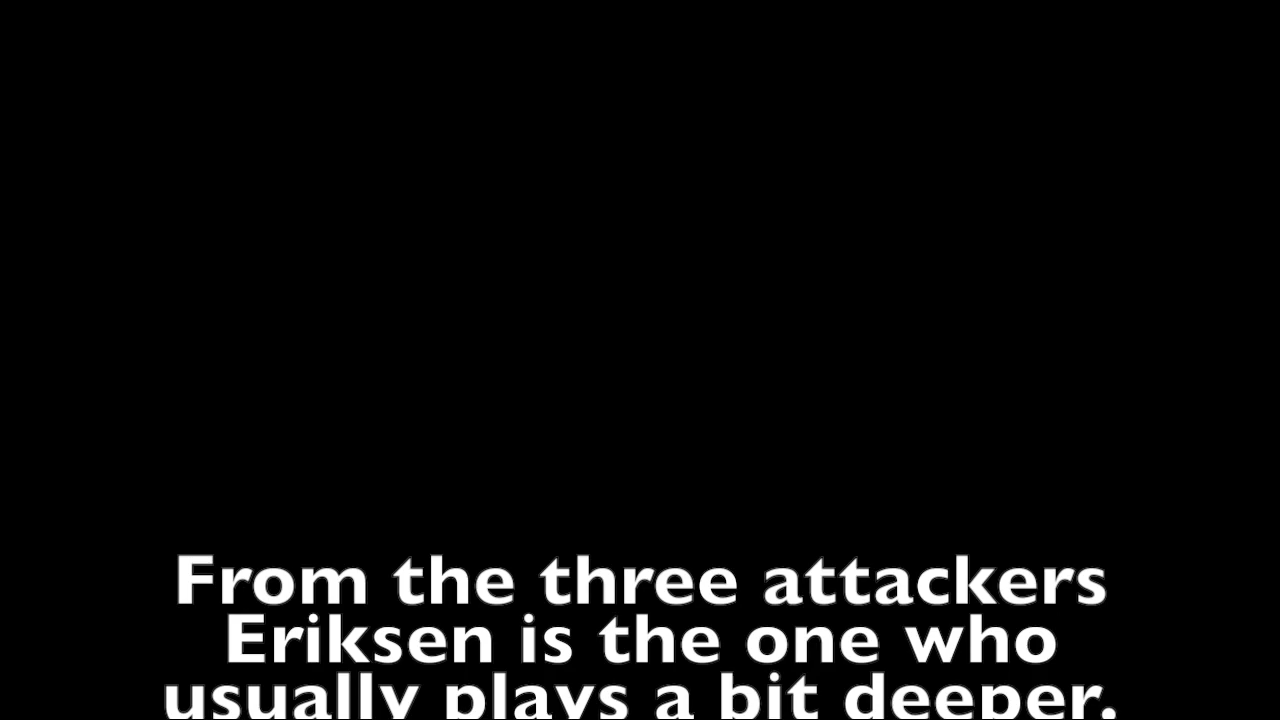 From the three attackers
Eriksen is the one who
usually plays a bit deeper.